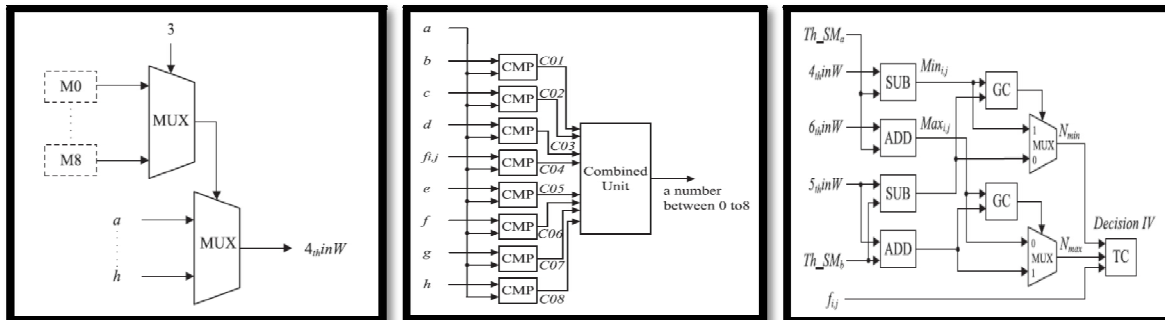 3
M0
MUX
M8
a
MUX
4thinW
h
a
b
CMP
C01
c
CMP
C02
d
CMP
C03
fi,j
CMP
C04
e
CMP
C05
f
CMP
C06
g
CMP
C07
h
CMP
C08
Combined
Unit
a number
between 0 to8
Th_SMa
4thinW
SUB
Mini,j
GC
6thinW
ADD
Maxi,j
1
MUX
0
Nmin
5thinW
SUB
GC
Decision IV
ADD
0
MUX
1
Nmax
TC
Th_SMb
fi,j